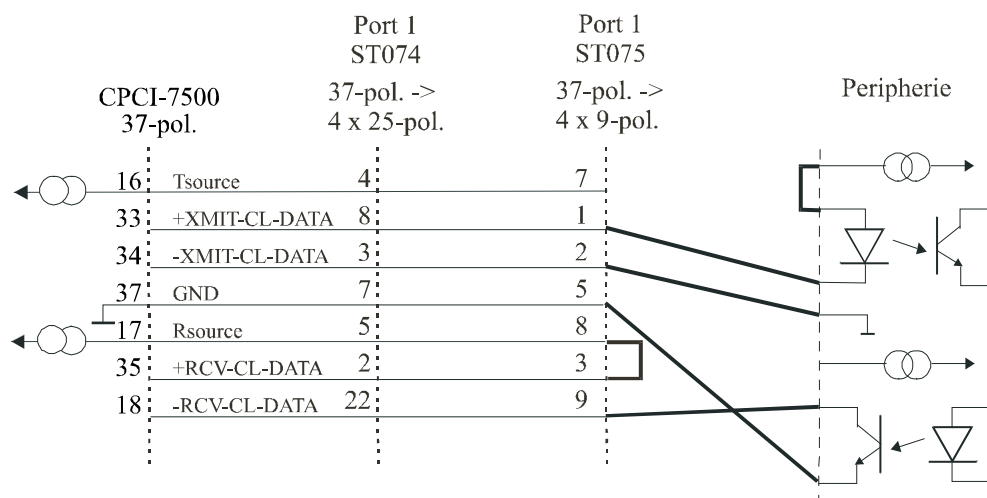 Port 1
ST074
37-pol. ->
4 x 25-pol.
Port 1
ST075
37-pol. ->
4 x 9-pol.
CPCI-7500
37-pol.
Peripherie
16 Tsource 4 7
33 +XMIT-CL-DATA 8 1
34 -XMIT-CL-DATA 3 2
37 GND 7 5
17 Rsource 5 8
35 +RCV-CL-DATA 2 3
18 -RCV-CL-DATA 22 9